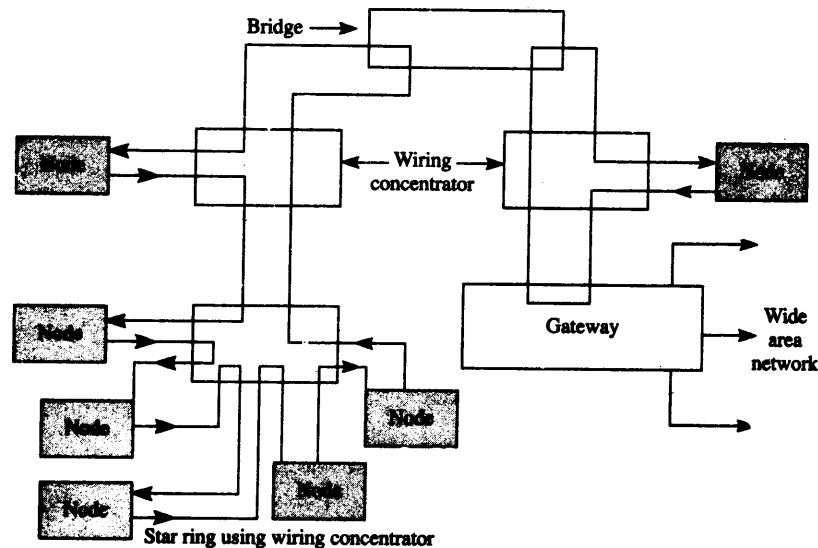 Bridge
Node
Wiring
concentrator
Node
Node
Gateway
Wide
area
network
Node
Node
Node
Node
Star ring using wiring concentrator